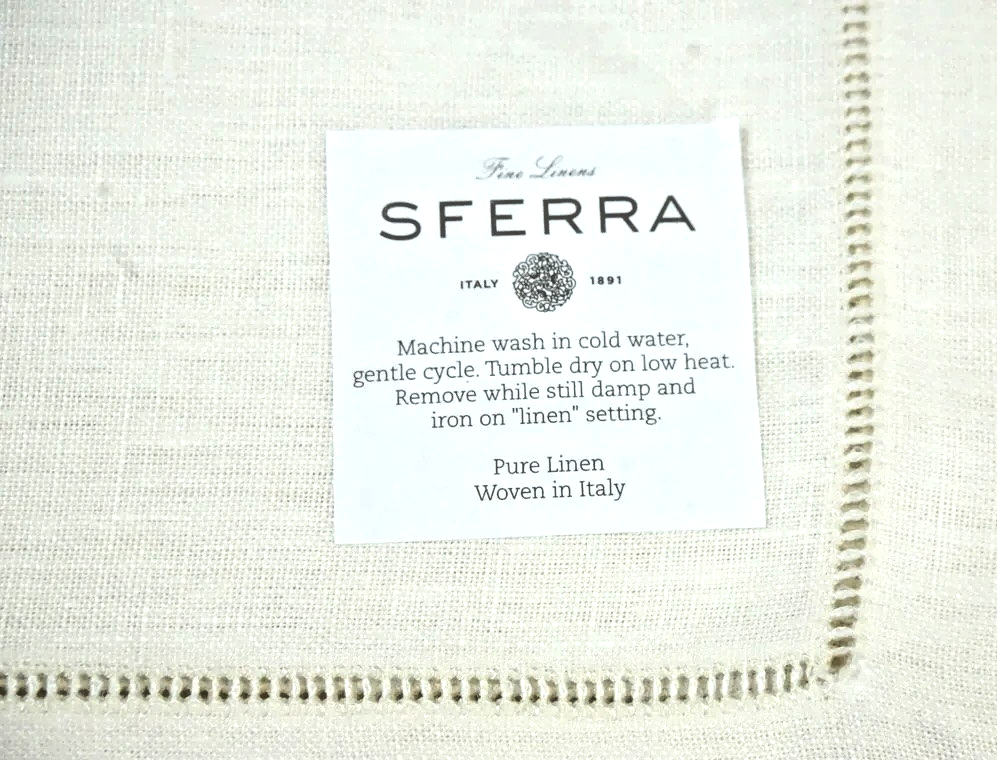 Fine Linens
SFERRA
ITALY 1891
Machine wash in cold water,
gentle cycle. Tumble dry on low heat.
Remove while still damp and
iron on "linen" setting.
Pure Linen
Woven in Italy